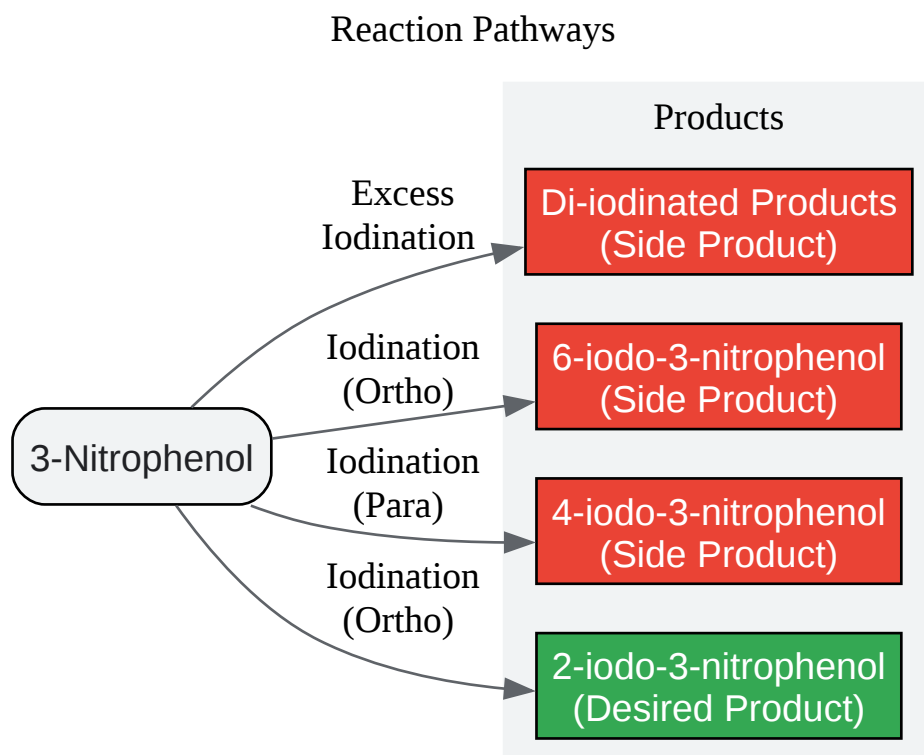 Reaction Pathways
Products
Excess
Iodination
Di-iodinated Products
(Side Product)
Iodination
(Ortho)
6-iodo-3-nitrophenol
(Side Product)
3-Nitrophenol
Iodination
(Para)
4-iodo-3-nitrophenol
(Side Product)
Iodination
(Ortho)
2-iodo-3-nitrophenol
(Desired Product)